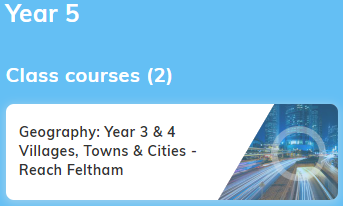 Year 5
Class courses (2)
Geography: Year 3 & 4
Villages, Towns & Cities -
Reach Feltham